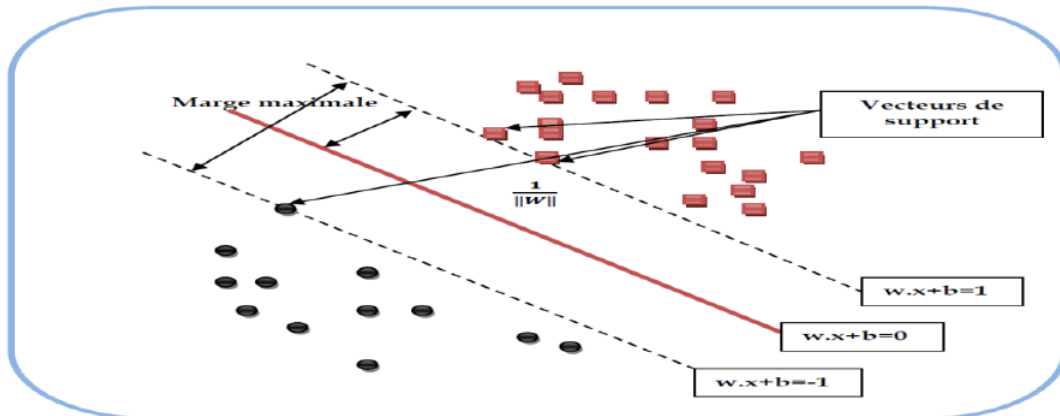 Marge maximale
Vecteurs de
support
1
||W||
w.x+b=1
w.x+b=0
w.x+b=-1